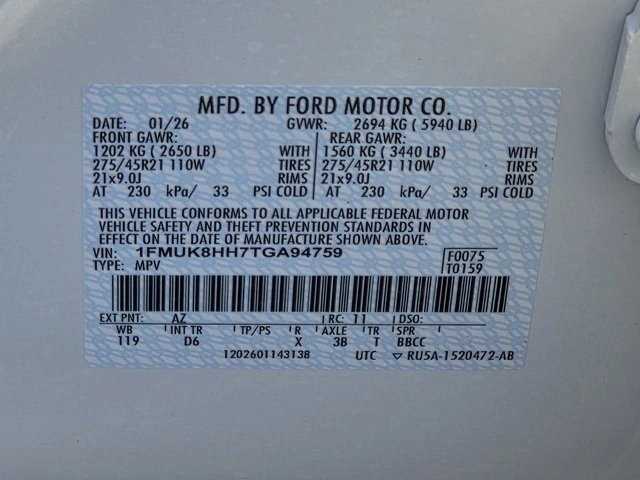 MFD. BY FORD MOTOR CO.
DATE: 01/26 GVWR: 2694 KG ( 5940 LB)
FRONT GAWR: REAR GAWR:
1202 KG ( 2650 LB) WITH 1560 KG ( 3440 LB) WITH
275/45R21 110W TIRES 275/45R21 110W TIRES
21x9.0J RIMS 21x9.0J RIMS
AT 230 kPa/ 33 PSI COLD AT 230 kPa/ 33 PSI COLD
THIS VEHICLE CONFORMS TO ALL APPLICABLE FEDERAL MOTOR
VEHICLE SAFETY AND THEFT PREVENTION STANDARDS IN
EFFECT ON THE DATE OF MANUFACTURE SHOWN ABOVE.
VIN: 1FMUK8HH7TGA94759 F0075
TYPE: MPV T0159
EXT PNT: AZ RC: 11 DSO:
WB INT TR TP/PS R AXLE TR SPR
119 D6 X 3B T BBCC
1202601143138 UTC ▽ RU5A-1520472-AB